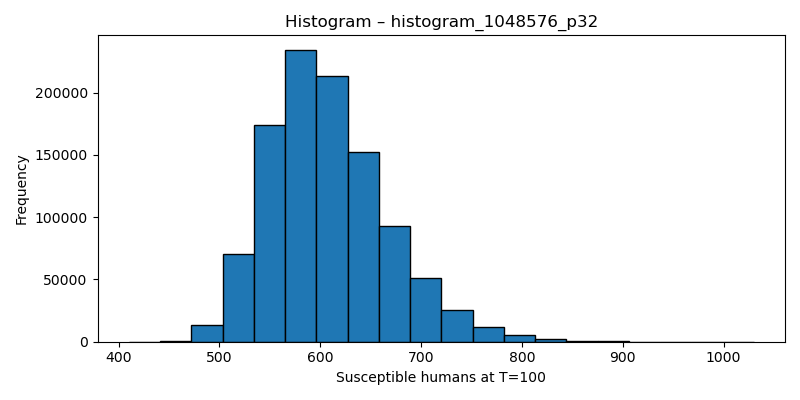 Histogram – histogram_1048576_p32
Frequency
200000
150000
100000
50000
0
400 500 600 700 800 900 1000
Susceptible humans at T=100